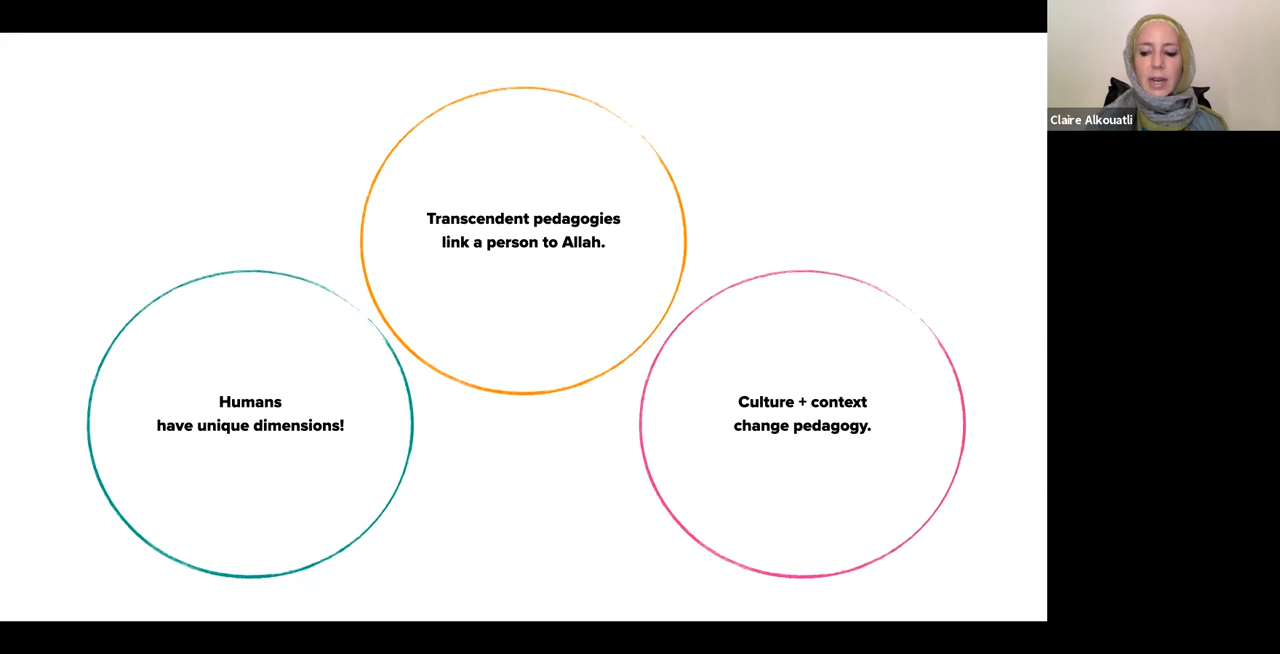 Transcendent pedagogies
link a person to Allah.
Humans
have unique dimensions!
Culture + context
change pedagogy.
Claire Alkouatli